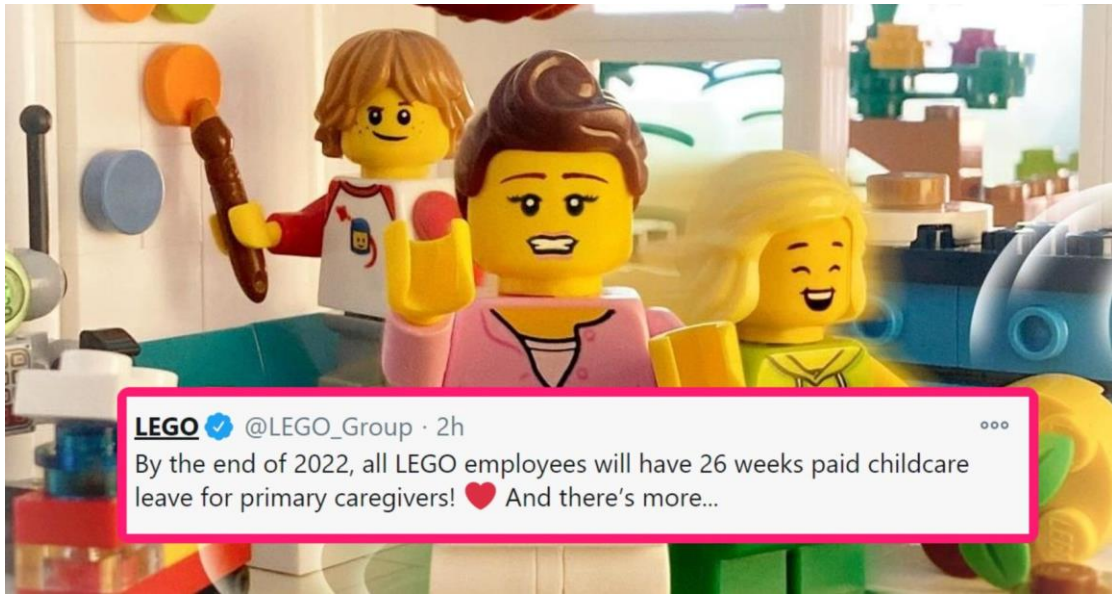 LEGO @LEGO_Group · 2h
By the end of 2022, all LEGO employees will have 26 weeks paid childcare
leave for primary caregivers! ❤️ And there’s more...